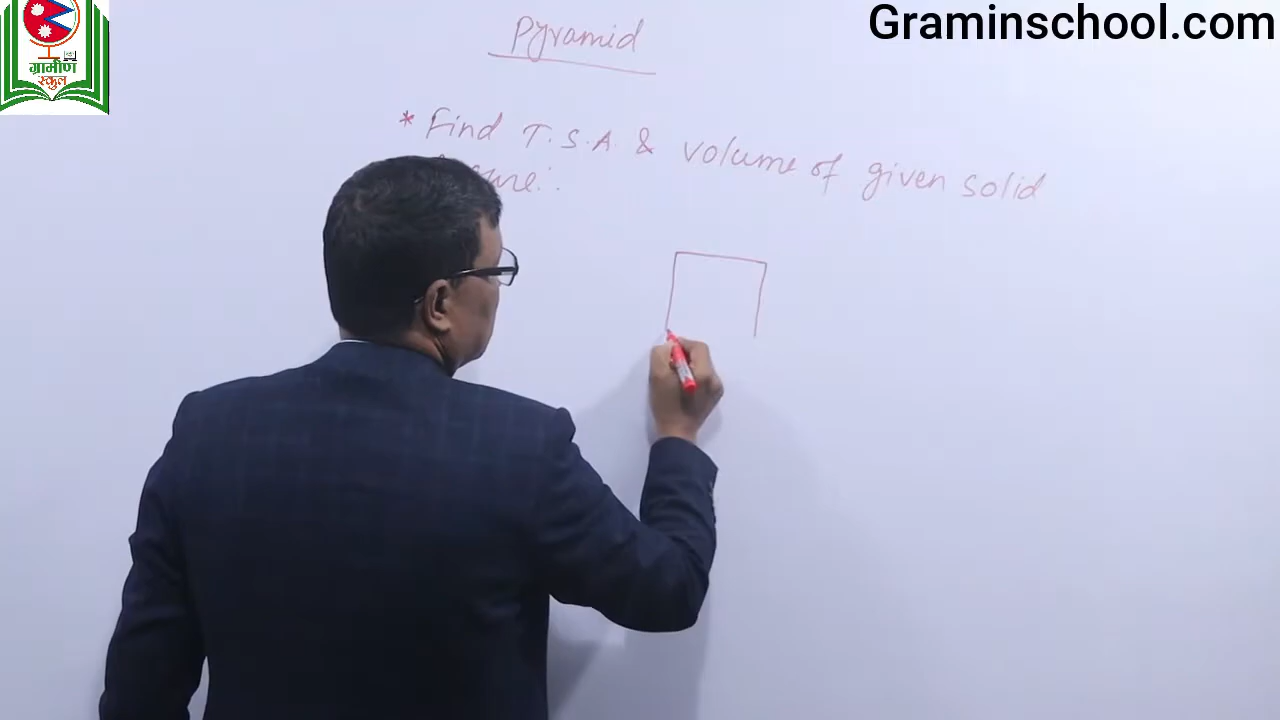 Graminschool.com
ग्रामीण
स्कुल
Pyramid
* Find T.S.A. & volume of given solid